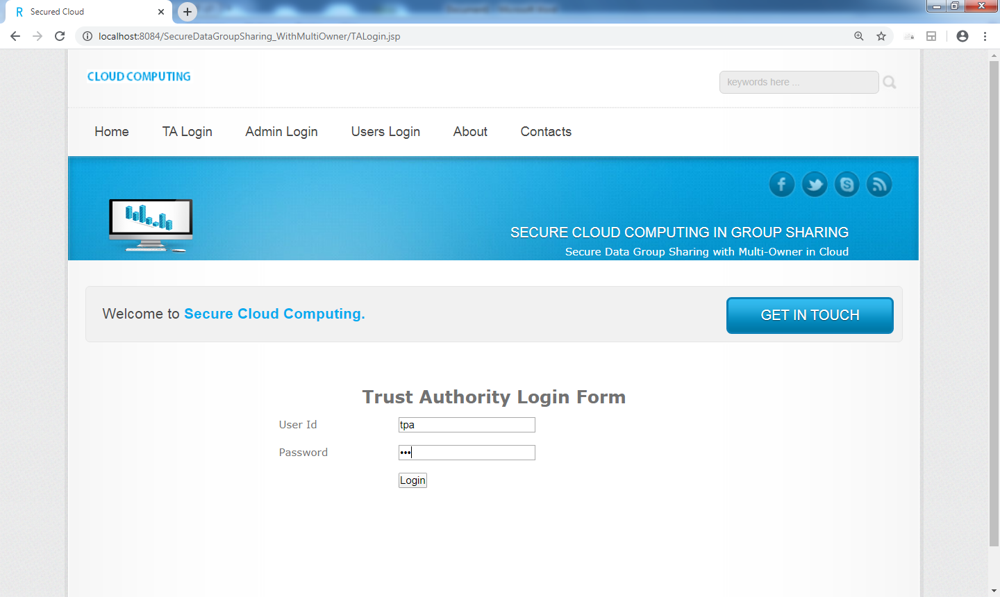 Secured Cloud
localhost:8084/SecureDataGroupSharing_WithMultiOwner/TALogin.jsp
CLOUD COMPUTING
keywords here ...
Home TA Login Admin Login Users Login About Contacts
SECURE CLOUD COMPUTING IN GROUP SHARING
Secure Data Group Sharing with Multi-Owner in Cloud
Welcome to Secure Cloud Computing.
GET IN TOUCH
Trust Authority Login Form
User Id tpa
Password •••
Login